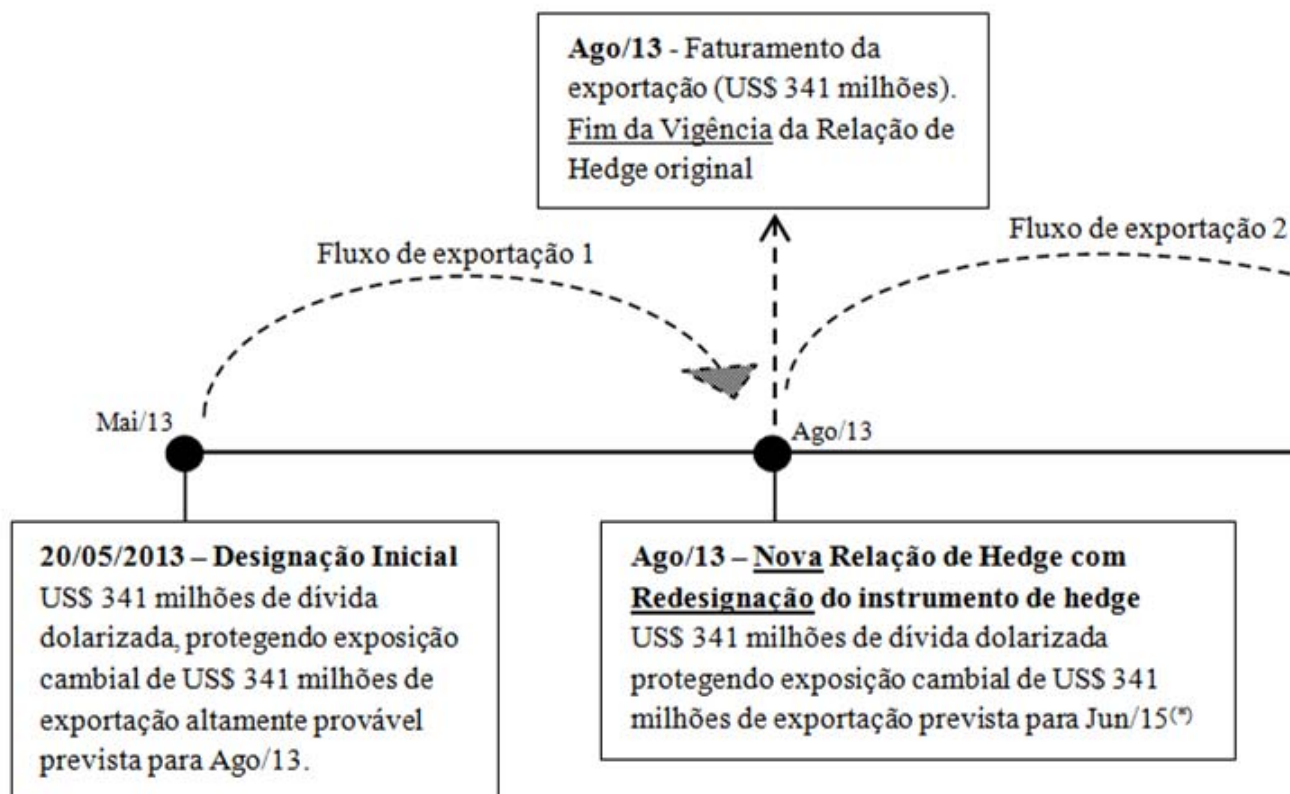 Ago/13 - Faturamento da
exportação (US$ 341 milhões).
Fim da Vigência da Relação de
Hedge original
Fluxo de exportação 1
Fluxo de exportação 2
Mai/13
Ago/13
20/05/2013 – Designação Inicial
US$ 341 milhões de dívida
dolarizada, protegendo exposição
cambial de US$ 341 milhões de
exportação altamente provável
prevista para Ago/13.
Ago/13 – Nova Relação de Hedge com
Redesignação do instrumento de hedge
US$ 341 milhões de dívida dolarizada
protegendo exposição cambial de US$ 341
milhões de exportação prevista para Jun/15(*)